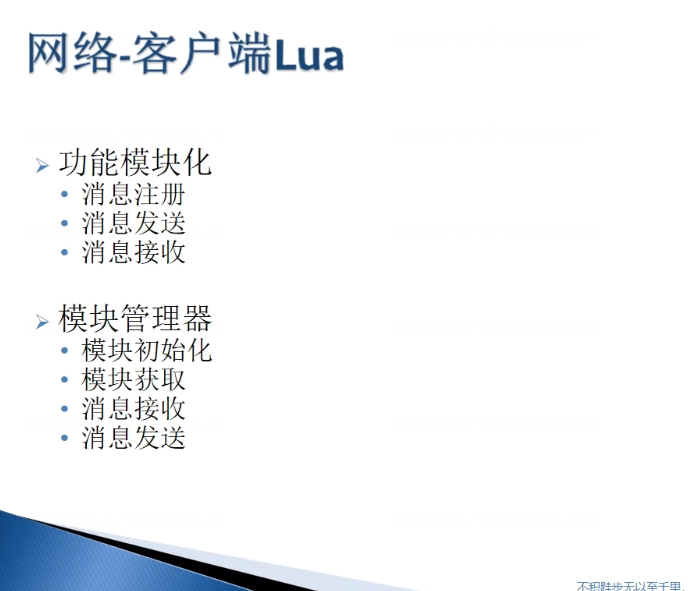 网络-客户端Lua
功能模块化
消息注册
消息发送
消息接收
模块管理器
模块初始化
模块获取
消息接收
消息发送
不积跬步无以至千里，